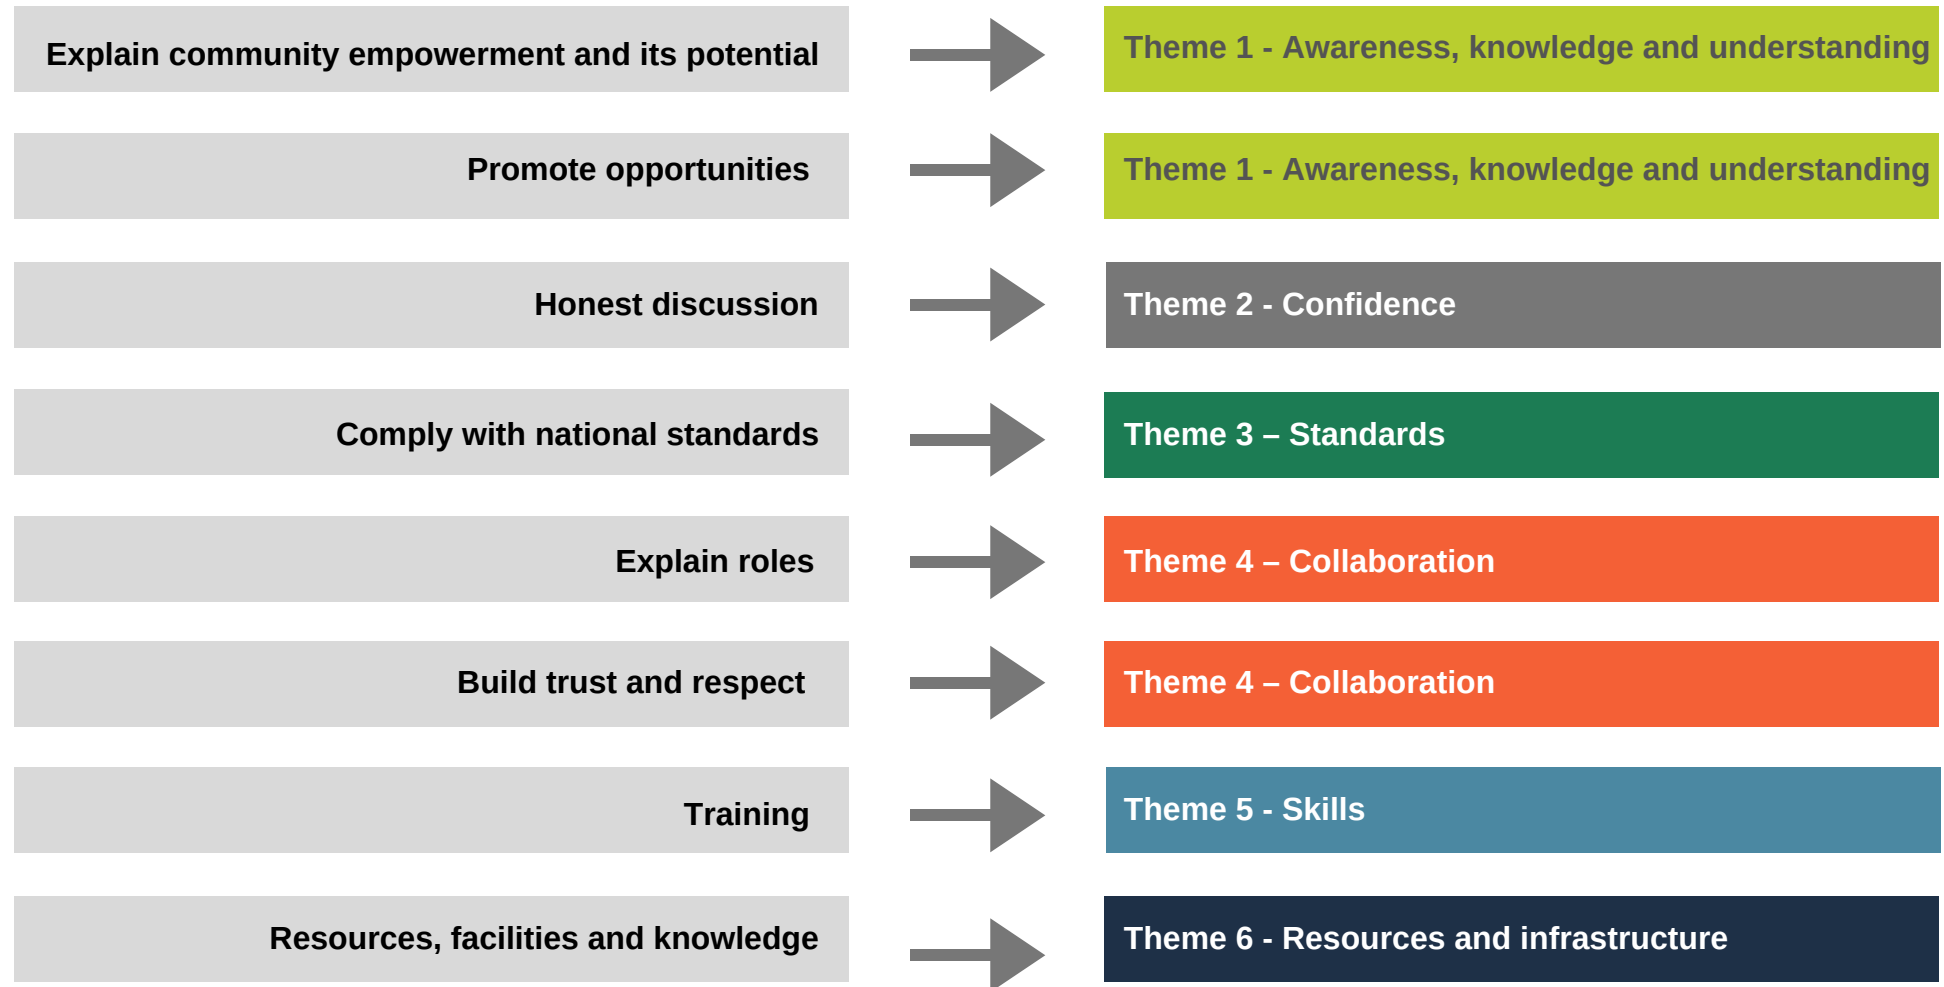 Explain community empowerment and its potential
Theme 1 - Awareness, knowledge and understanding
Promote opportunities
Theme 1 - Awareness, knowledge and understanding
Honest discussion
Theme 2 - Confidence
Comply with national standards
Theme 3 – Standards
Explain roles
Theme 4 – Collaboration
Build trust and respect
Theme 4 – Collaboration
Training
Theme 5 - Skills
Resources, facilities and knowledge
Theme 6 - Resources and infrastructure